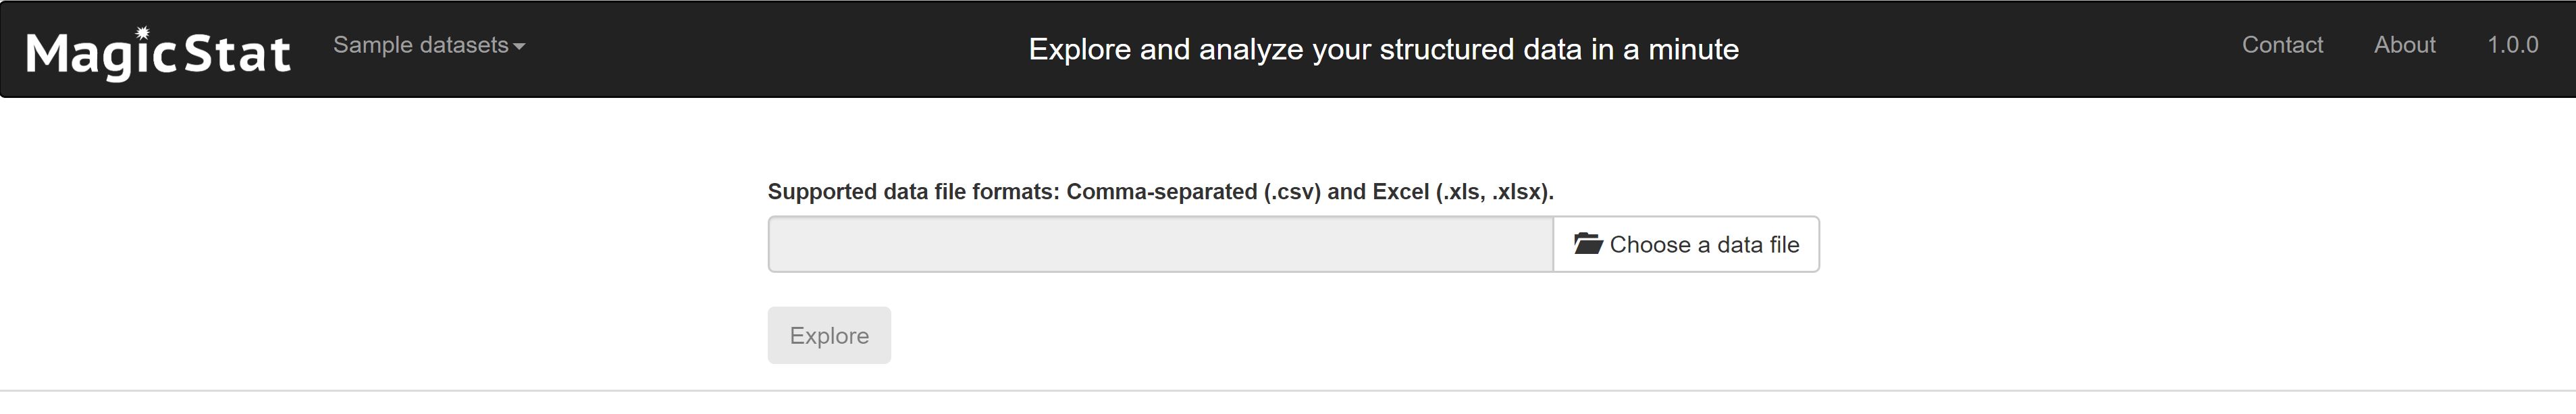 MagicStat
Sample datasets
Explore and analyze your structured data in a minute
Contact
About
1.0.0
Supported data file formats: Comma-separated (.csv) and Excel (.xls, .xlsx).
Choose a data file
Explore